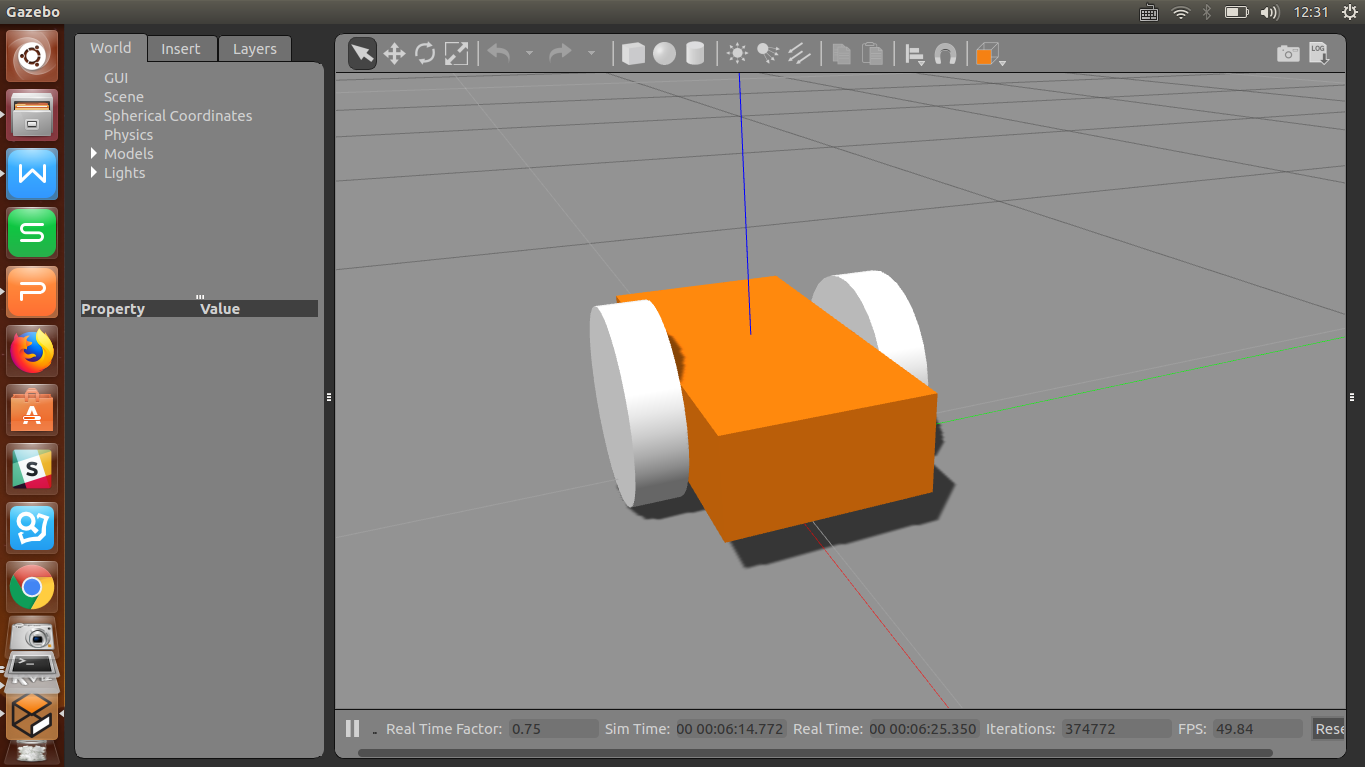 Gazebo
12:31
World Insert Layers
GUI
Scene
Spherical Coordinates
Physics
Models
Lights
Property Value
LOG
Real Time Factor: 0.75 Sim Time: 00 00:06:14.772 Real Time: 00 00:06:25.350 Iterations: 374772 FPS: 49.84 Rese